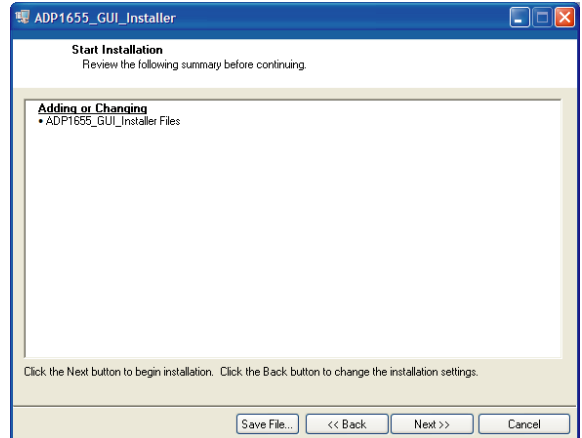 ADP1655_GUI_Installer
Start Installation
Review the following summary before continuing.
Adding or Changing
• ADP1655_GUI_Installer Files
Click the Next button to begin installation. Click the Back button to change the installation settings.
Save File... << Back Next >> Cancel